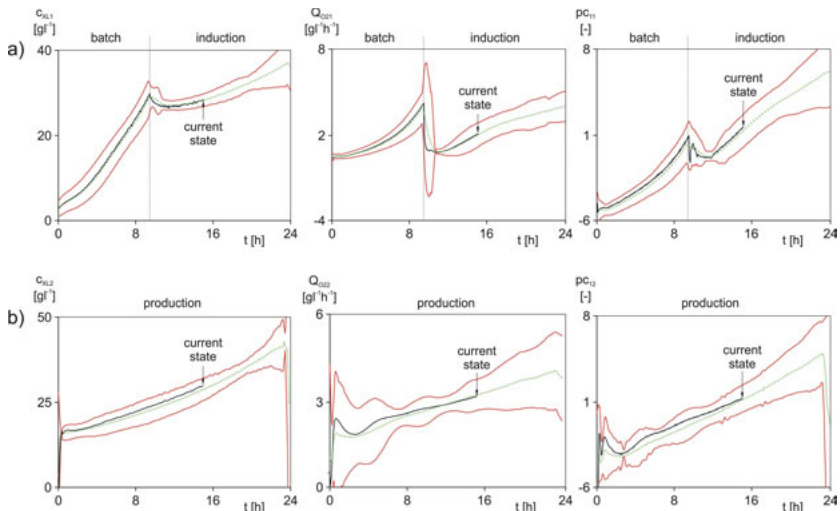 a)
c_XL1
[gl⁻¹]
batch
induction
40
30
20
10
0
current
state
0
8
16
24
t [h]
Q_O21
[gl⁻¹h⁻¹]
batch
induction
8
2
-4
current
state
0
8
16
24
t [h]
pc₁₁
[-]
batch
induction
8
1
-6
current
state
0
8
16
24
t [h]
b)
c_XL2
[gl⁻¹]
production
50
25
0
current
state
0
8
16
24
t [h]
Q_O22
[gl⁻¹h⁻¹]
production
6
3
0
current
state
0
8
16
24
t [h]
pc₁₂
[-]
production
8
1
-6
current
state
0
8
16
24
t [h]